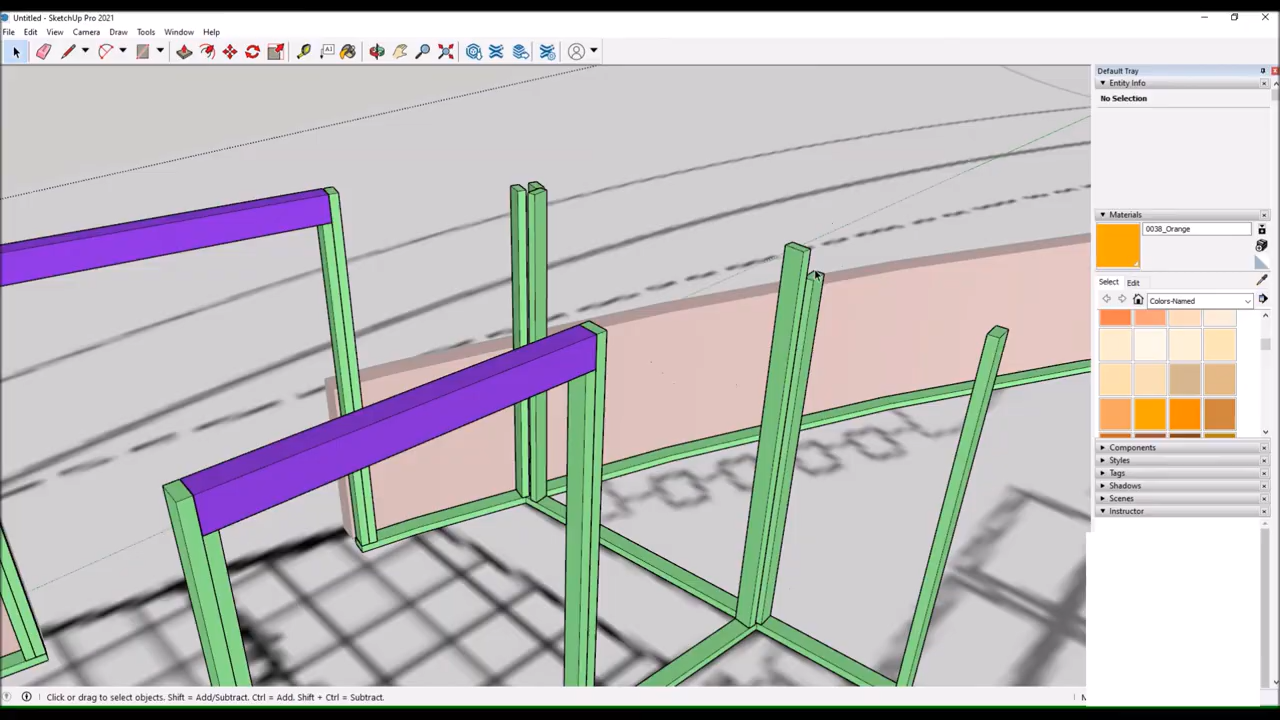 Untitled - SketchUp Pro 2021
File Edit View Camera Draw Tools Window Help
Default Tray
Entity Info
No Selection
Materials
0038_Orange
Select Edit
Colors-Named
Components
Styles
Tags
Shadows
Scenes
Instructor
Click or drag to select objects. Shift = Add/Subtract. Ctrl = Add. Shift + Ctrl = Subtract.